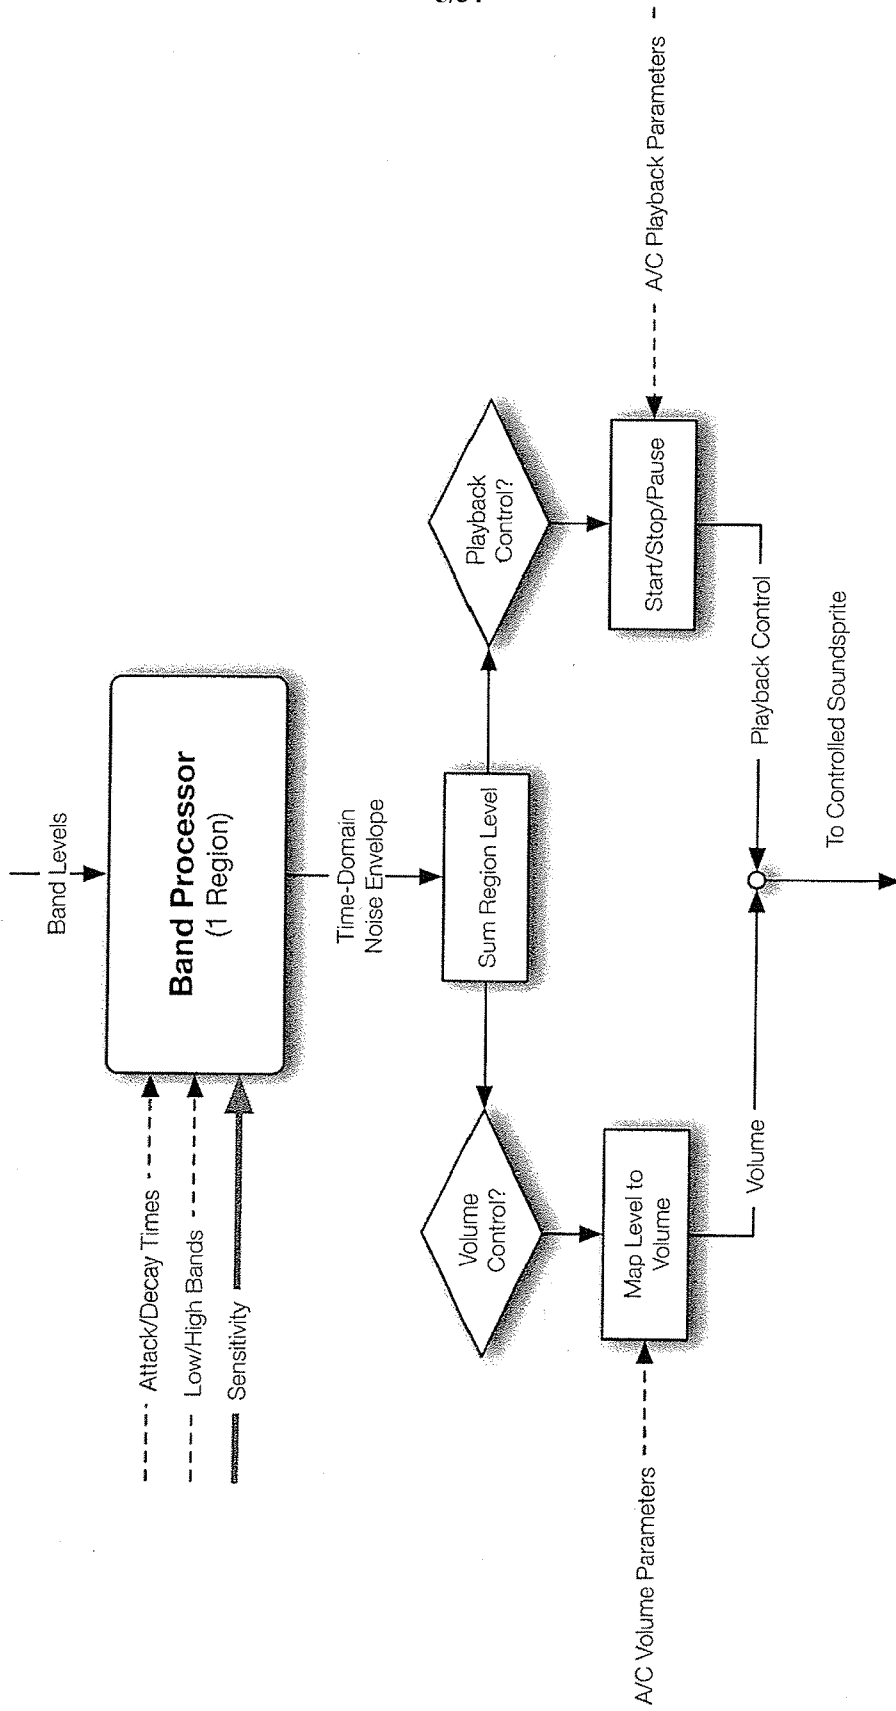 Band Levels
Attack/Decay Times
Low/High Bands
Sensitivity
Band Processor
(1 Region)
Time-Domain
Noise Envelope
Sum Region Level
Volume
Control?
Playback
Control?
A/C Volume Parameters
Map Level to
Volume
Start/Stop/Pause
A/C Playback Parameters
Volume
Playback Control
To Controlled Soundsprite